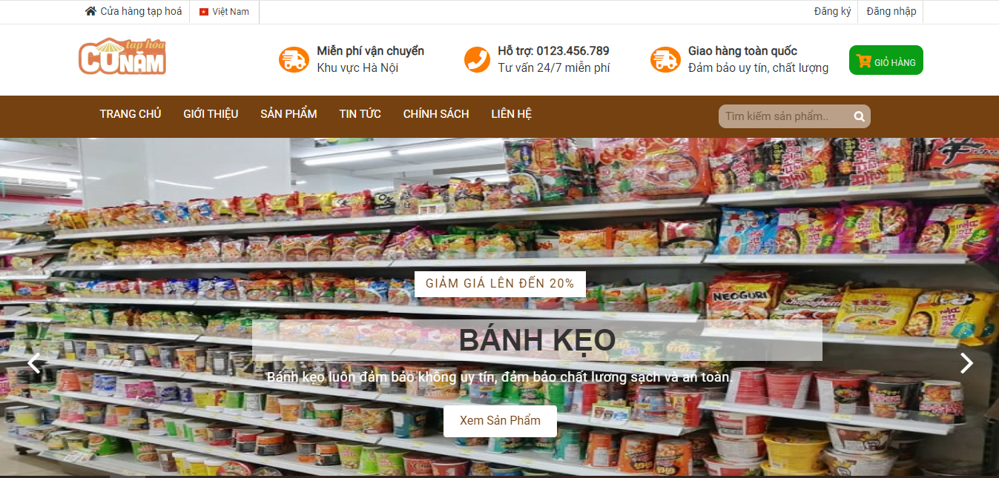 Cửa hàng tạp hoá
Việt Nam
Đăng ký
Đăng nhập
tạp hóa
CÔ NĂM
Miễn phí vận chuyển
Khu vực Hà Nội
Hỗ trợ: 0123.456.789
Tư vấn 24/7 miễn phí
Giao hàng toàn quốc
Đảm bảo uy tín, chất lượng
GIỎ HÀNG
TRANG CHỦ
GIỚI THIỆU
SẢN PHẨM
TIN TỨC
CHÍNH SÁCH
LIÊN HỆ
Tìm kiếm sản phẩm..
GIẢM GIÁ LÊN ĐẾN 20%
NEOGURI
BÁNH KẸO
Bánh kẹo luôn đảm bảo không uy tín, đảm bảo chất lượng sạch và an toàn.
Xem Sản Phẩm